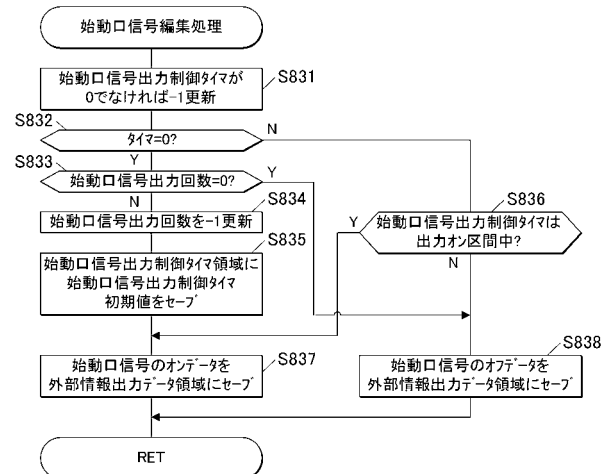 始動口信号編集処理
始動口信号出力制御タイマが
0でなければ-1更新
S831
S832
タイマ=0?
N
Y
S833
始動口信号出力回数=0?
Y
N
S834
始動口信号出力回数を-1更新
S835
始動口信号出力制御タイマ領域に
始動口信号出力制御タイマ
初期値をセーブ
S836
Y
始動口信号出力制御タイマは
出力オン区間中?
N
S837
始動口信号のオンデータを
外部情報出力データ領域にセーブ
S838
始動口信号のオフデータを
外部情報出力データ領域にセーブ
RET